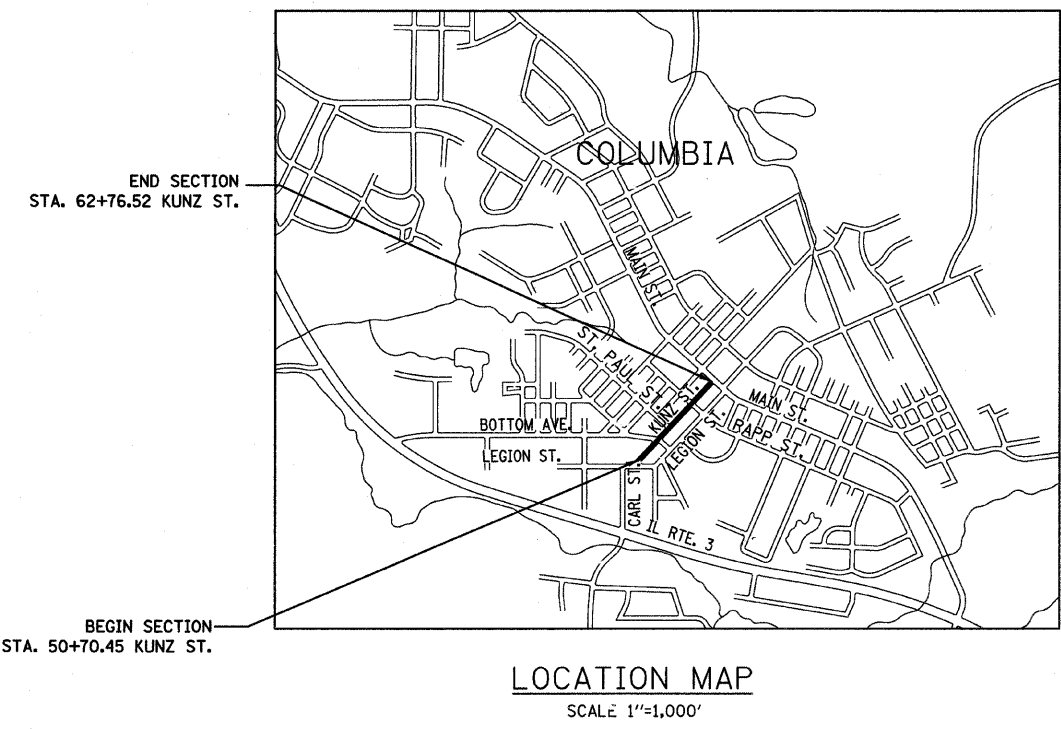 COLUMBIA
END SECTION
STA. 62+76.52 KUNZ ST.
MAIN ST.
ST. PAUL ST.
KUNZ ST.
MAIN ST.
BOTTOM AVE.
LEGION ST.
RAPP ST.
LEGION ST.
CARL ST.
IL RTE. 3
BEGIN SECTION
STA. 50+70.45 KUNZ ST.
LOCATION MAP
SCALE 1"=1,000'